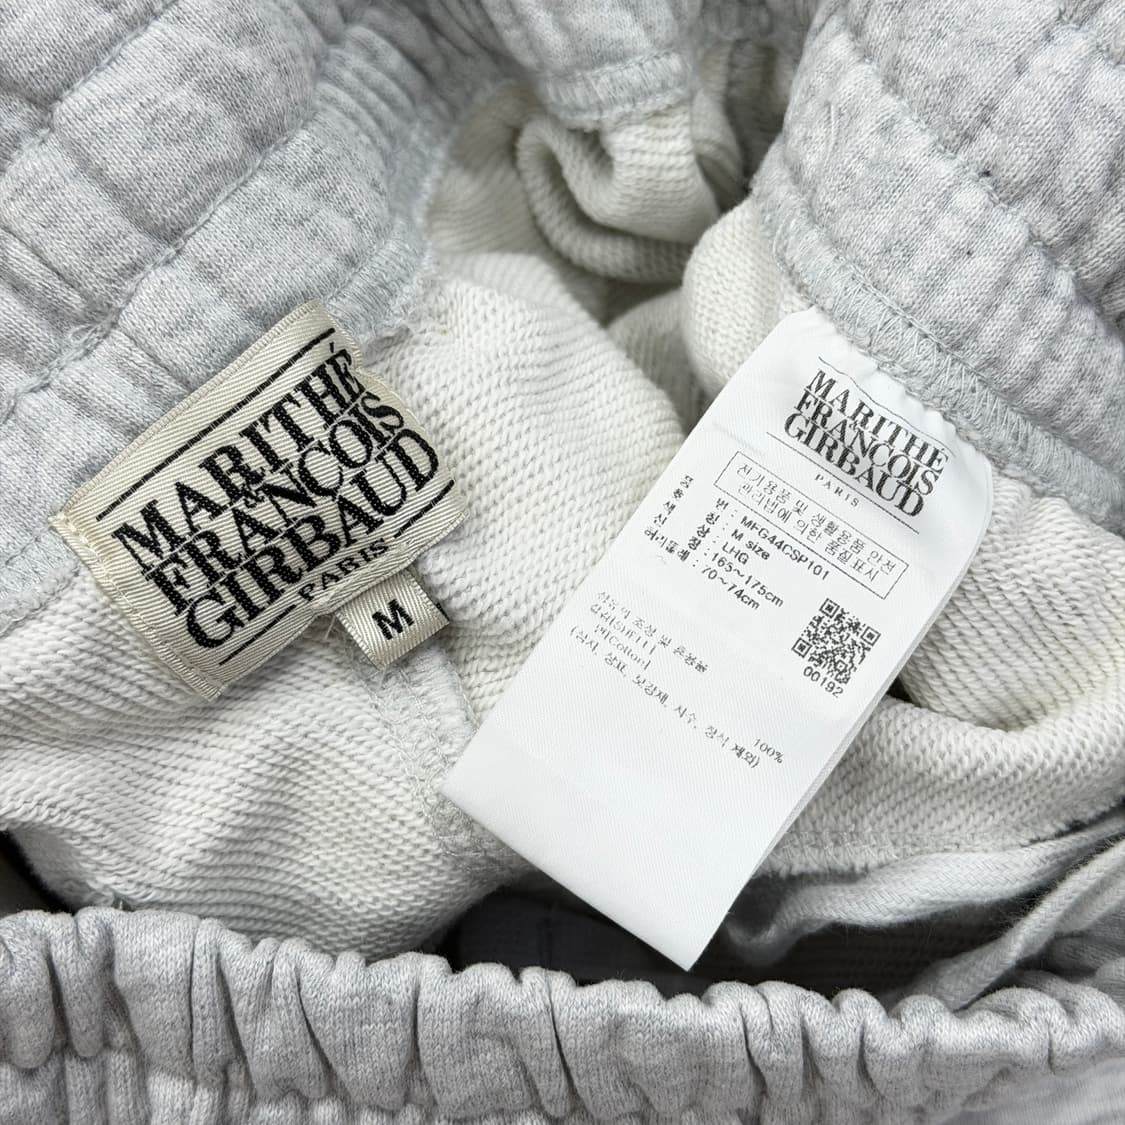 MARITHÉ
FRANÇOIS
&
GIRBAUD
PARIS
M
MARITHÉ
FRANÇOIS
&
GIRBAUD
PARIS
전기용품 및 생활용품 안전
관리법에 의한 품질표시
품 번 : MFG44CSP101
호 칭 : M size
색 상 : LHG
신 장 : 165~175cm
허리둘레 : 70~74cm
섬유의 조성 및 혼용율
겉감(SHELL)
면[Cotton] 100%
(심지, 상표, 보강재, 자수, 장식 제외)
00192